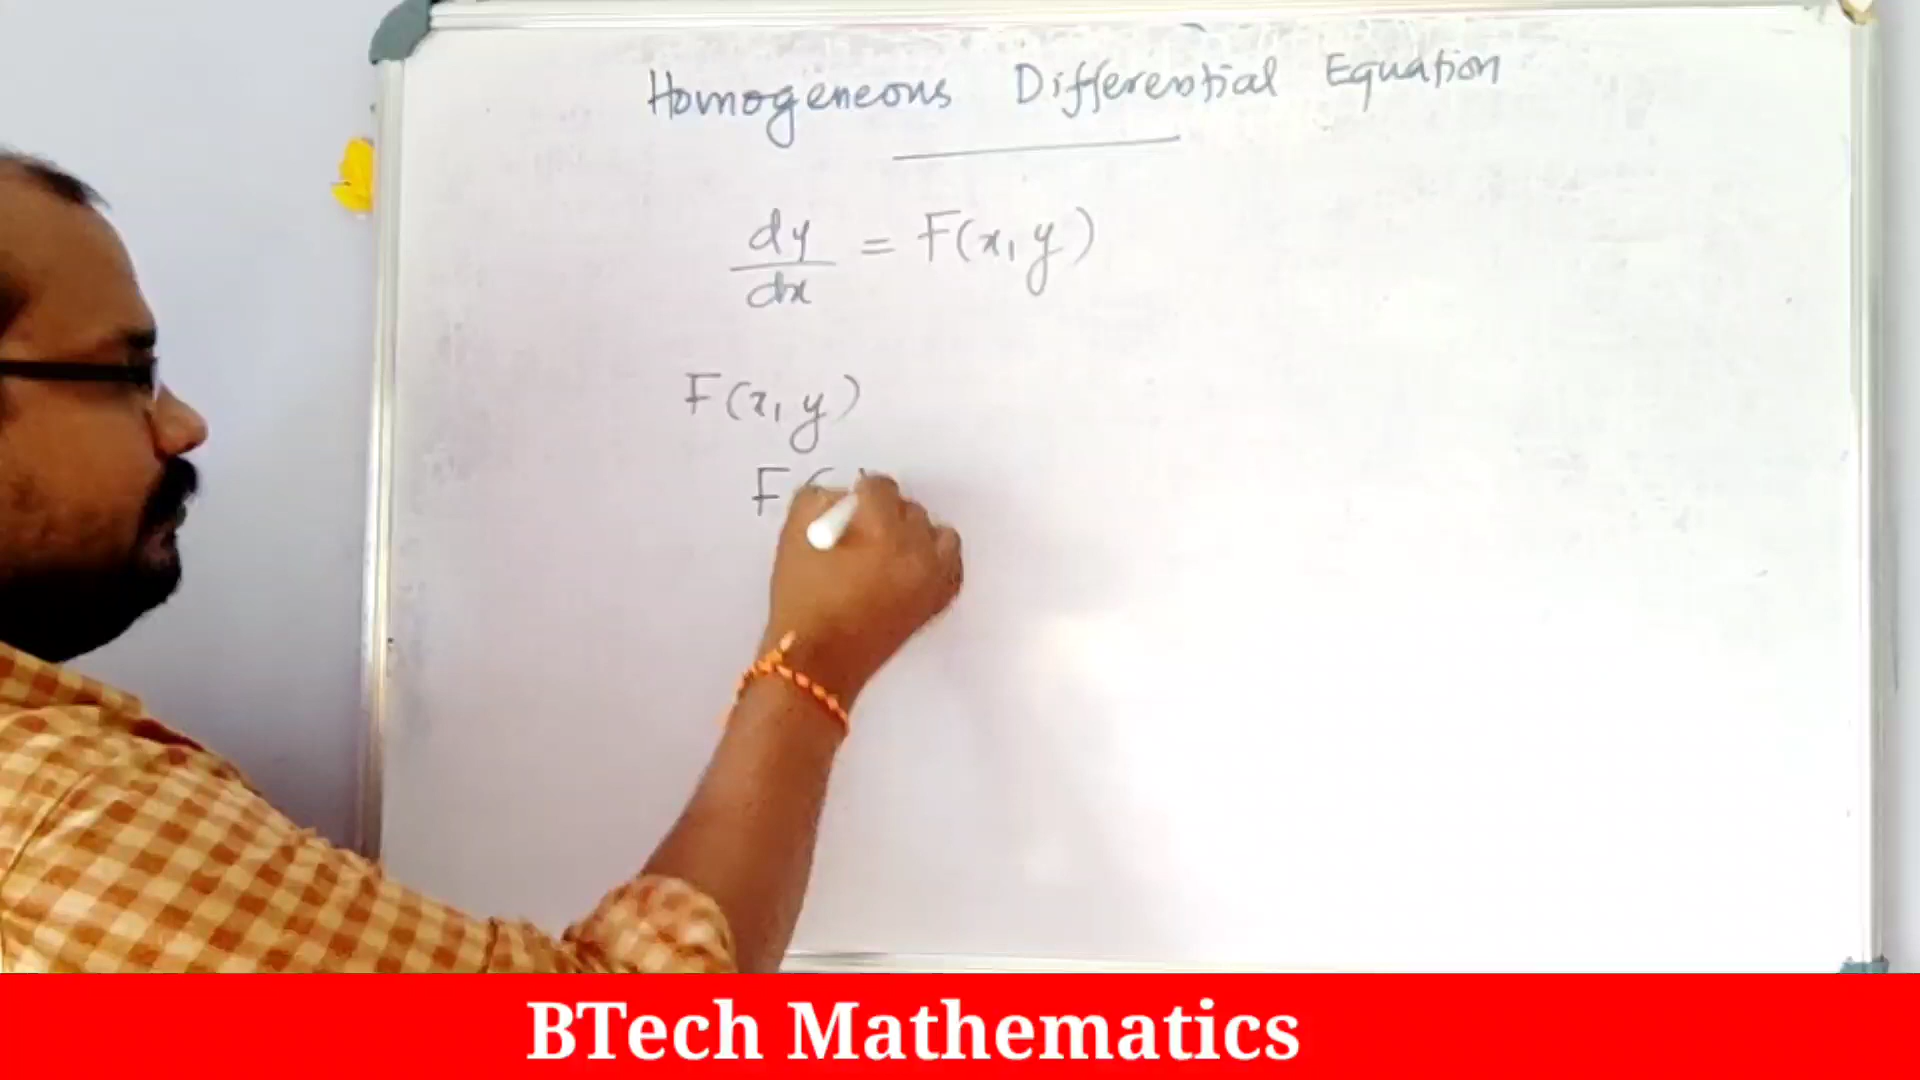 Homogeneous Differential Equation
dy/dx = F(x, y)
F(x, y)
F(
BTech Mathematics